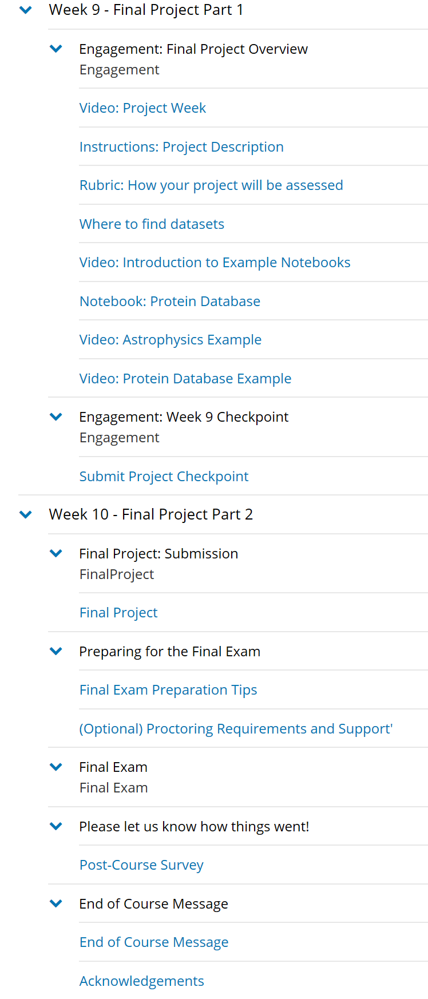 Week 9 - Final Project Part 1
Engagement: Final Project Overview
Engagement
Video: Project Week
Instructions: Project Description
Rubric: How your project will be assessed
Where to find datasets
Video: Introduction to Example Notebooks
Notebook: Protein Database
Video: Astrophysics Example
Video: Protein Database Example
Engagement: Week 9 Checkpoint
Engagement
Submit Project Checkpoint
Week 10 - Final Project Part 2
Final Project: Submission
FinalProject
Final Project
Preparing for the Final Exam
Final Exam Preparation Tips
(Optional) Proctoring Requirements and Support'
Final Exam
Final Exam
Please let us know how things went!
Post-Course Survey
End of Course Message
End of Course Message
Acknowledgements